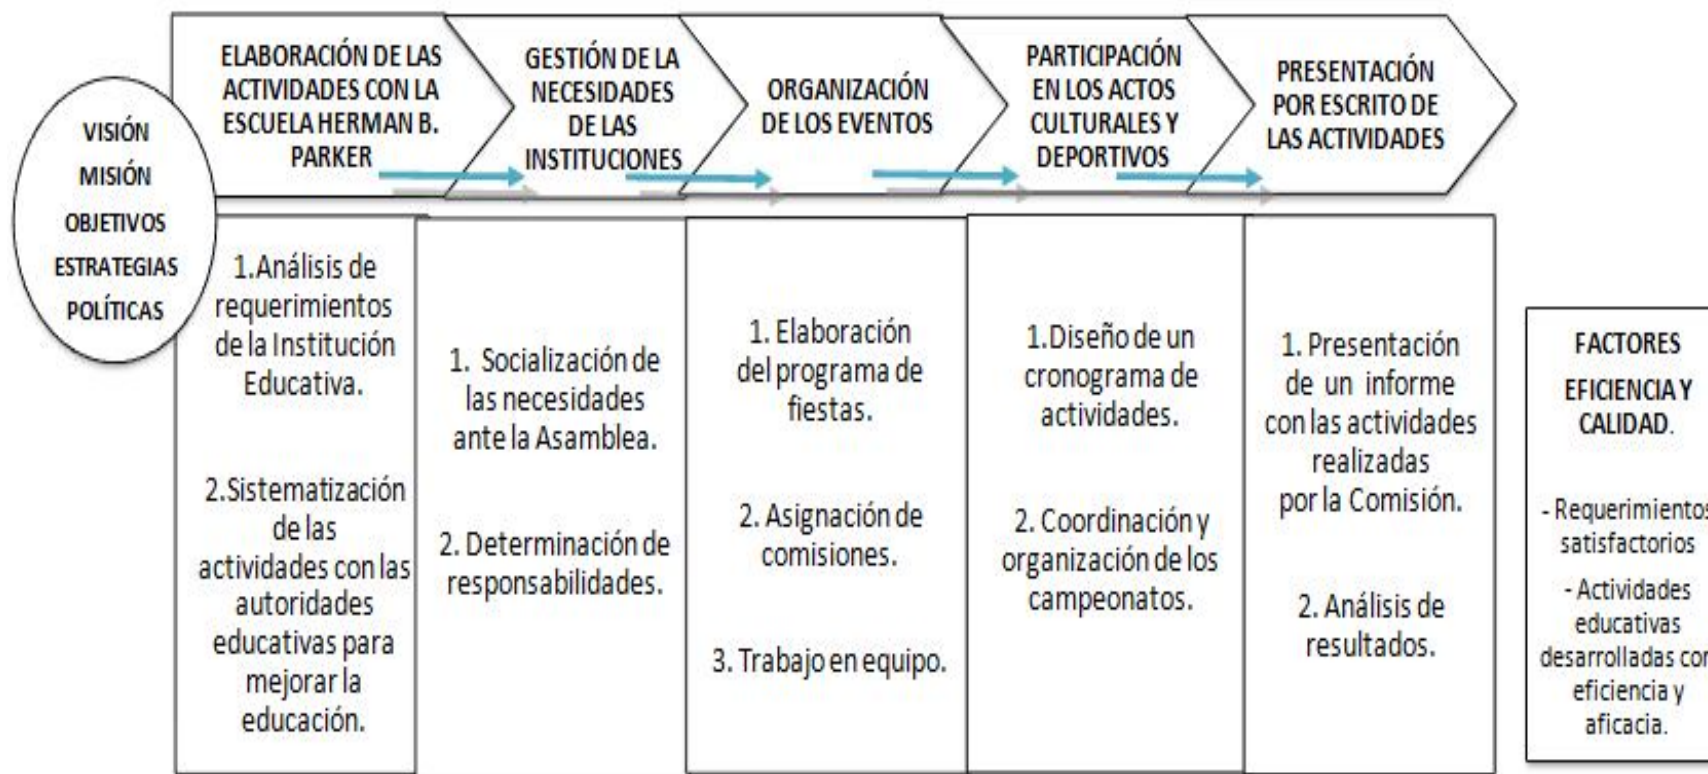 VISIÓN
MISIÓN
OBJETIVOS
ESTRATEGIAS
POLÍTICAS
ELABORACIÓN DE LAS
ACTIVIDADES CON LA
ESCUELA HERMAN B.
PARKER
GESTIÓN DE LA
NECESIDADES
DE LAS
INSTITUCIONES
ORGANIZACIÓN
DE LOS EVENTOS
PARTICIPACIÓN
EN LOS ACTOS
CULTURALES Y
DEPORTIVOS
PRESENTACIÓN
POR ESCRITO DE
LAS ACTIVIDADES
1.Análisis de
requerimientos
de la Institución
Educativa.
2.Sistematización
de las
actividades con las
autoridades
educativas para
mejorar la
educación.
1. Socialización de
las necesidades
ante la Asamblea.
2. Determinación de
responsabilidades.
1. Elaboración
del programa de
fiestas.
2. Asignación de
comisiones.
3. Trabajo en equipo.
1.Diseño de un
cronograma de
actividades.
2. Coordinación y
organización de los
campeonatos.
1. Presentación
de un informe
con las actividades
realizadas
por la Comisión.
2. Análisis de
resultados.
FACTORES
EFICIENCIA Y
CALIDAD.
- Requerimientos
satisfactorios
- Actividades
educativas
desarrolladas con
eficiencia y
aficacia.